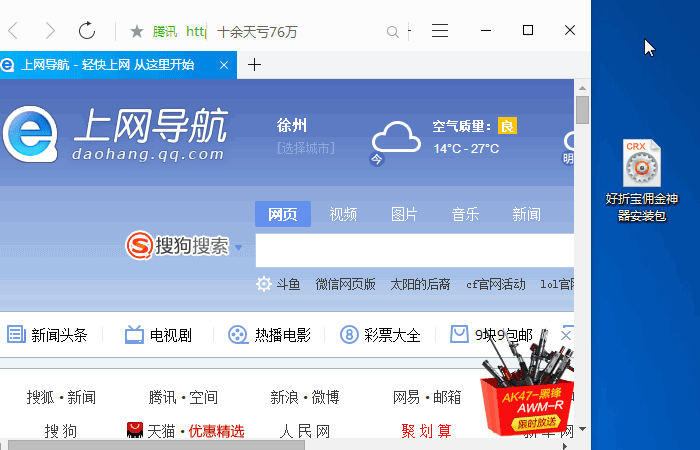 腾讯 htt 十余天亏76万
上网导航 - 轻快上网 从这里开始
上网导航
daohang.qq.com
徐州
[选择城市]
今
空气质量：良
14°C - 27°C
明
网页 视频 图片 音乐 新闻
搜狗搜索
斗鱼 微信网页版 太阳的后裔 cf官网活动 lol官
新闻头条 电视剧 热播电影 彩票大全 9块9包邮
搜狐·新闻 腾讯·空间 新浪·微博 网易·邮箱
搜狗 天猫·优惠精选 人民网 聚划算
AK47-黑锋
AWM-R
限时放送
CRX
好折宝佣金神
器安装包